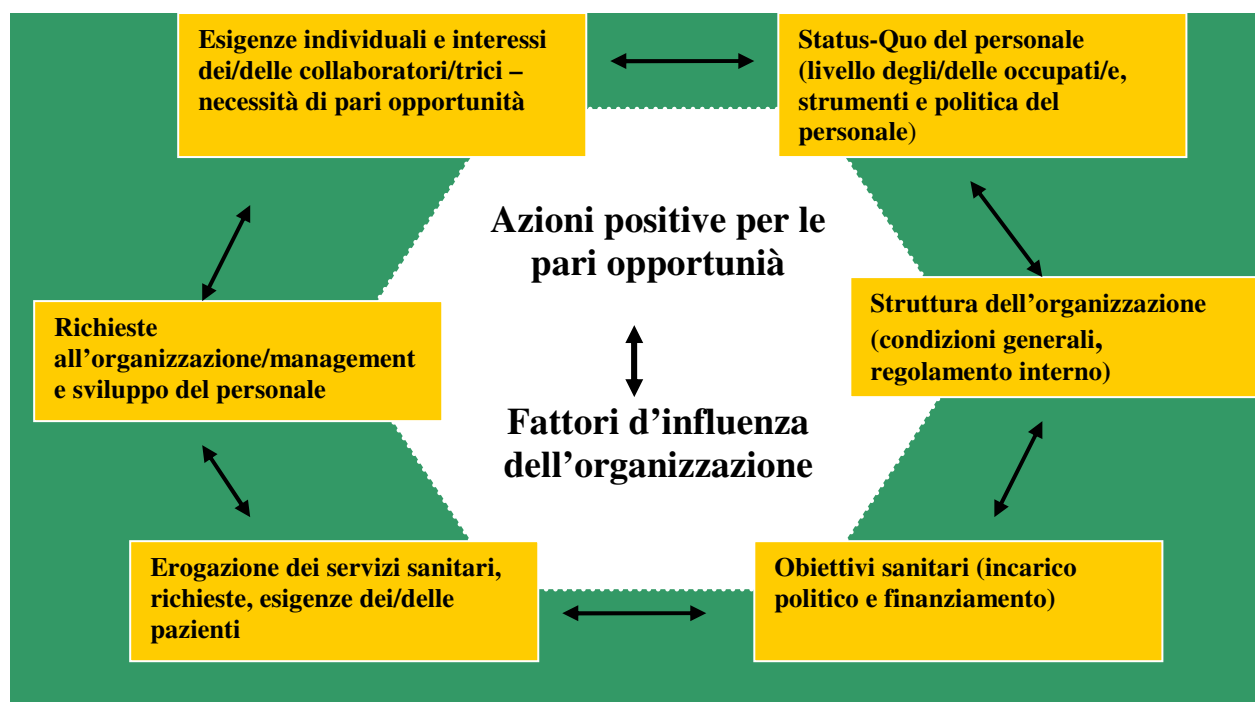 Esigenze individuali e interessi
dei/delle collaboratori/trici –
necessità di pari opportunità
Status-Quo del personale
(livello degli/delle occupati/e,
strumenti e politica del
personale)
Azioni positive per le
pari opportunià
Richieste
all’organizzazione/management
e sviluppo del personale
Struttura dell’organizzazione
(condizioni generali,
regolamento interno)
Fattori d’influenza
dell’organizzazione
Erogazione dei servizi sanitari,
richieste, esigenze dei/delle
pazienti
Obiettivi sanitari (incarico
politico e finanziamento)